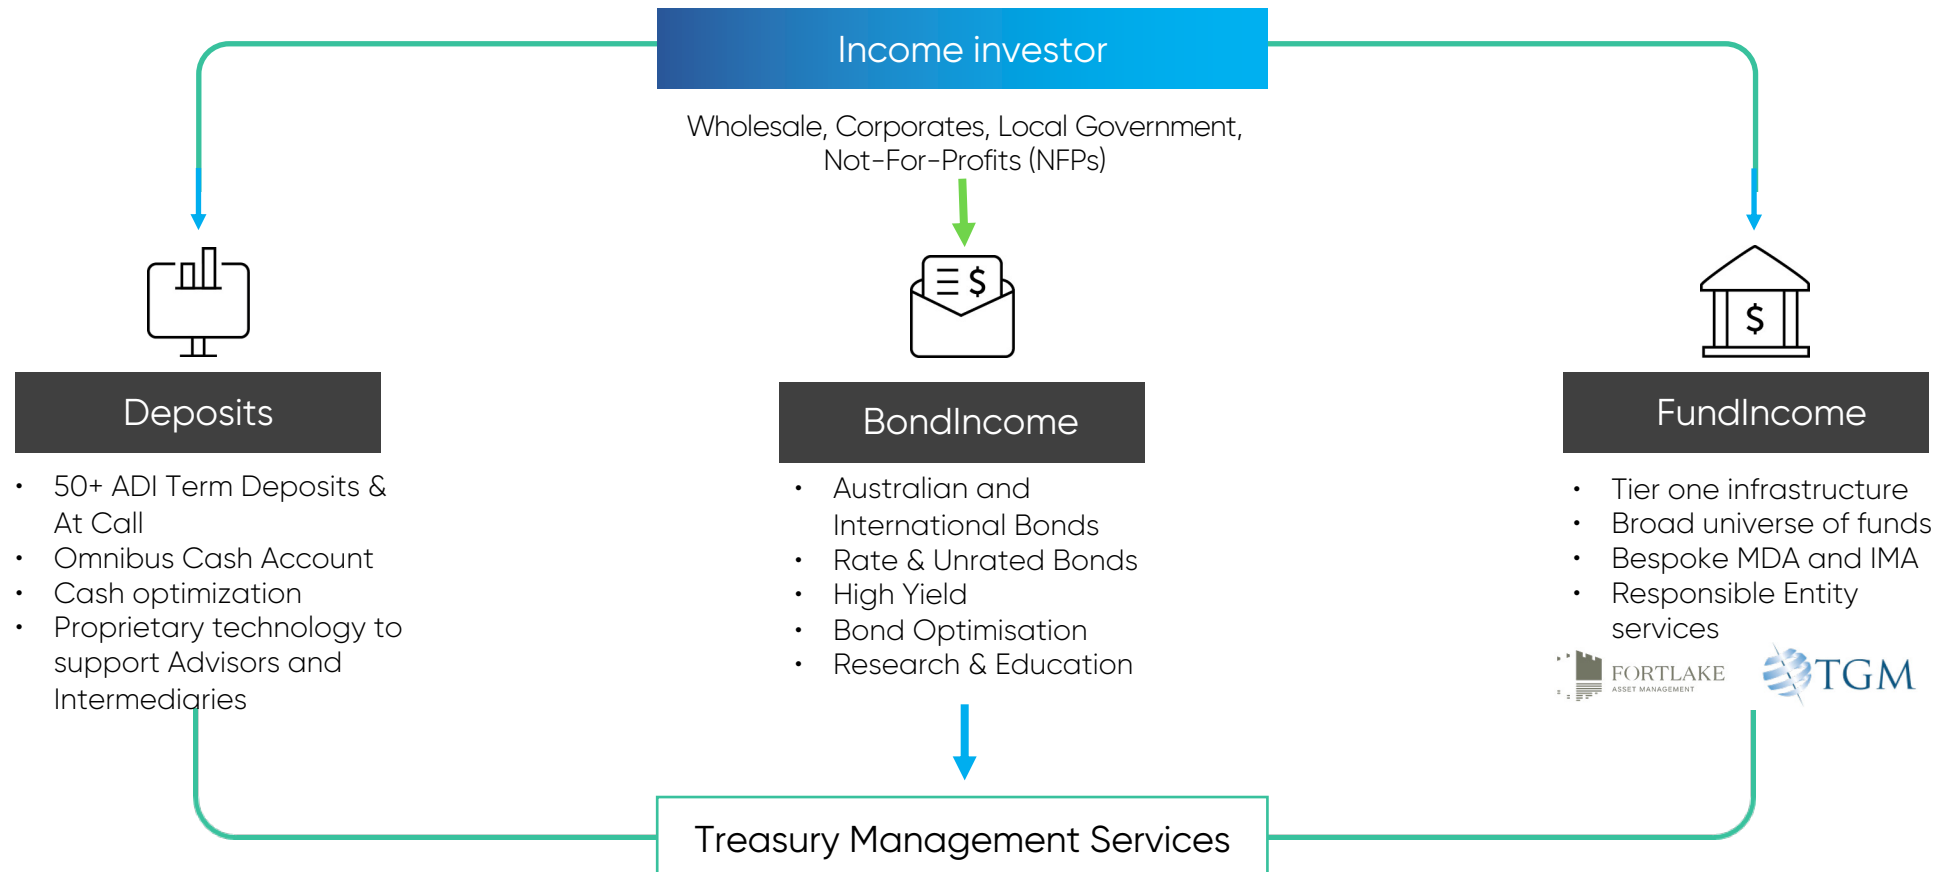 Income investor
Wholesale, Corporates, Local Government,
Not-For-Profits (NFPs)
$
$
Deposits
50+ ADI Term Deposits &
At Call
Omnibus Cash Account
Cash optimization
Proprietary technology to
support Advisors and
Intermediaries
BondIncome
Australian and
International Bonds
Rate & Unrated Bonds
High Yield
Bond Optimisation
Research & Education
FundIncome
Tier one infrastructure
Broad universe of funds
Bespoke MDA and IMA
Responsible Entity
services
FORTLAKE
ASSET MANAGEMENT
TGM
Treasury Management Services